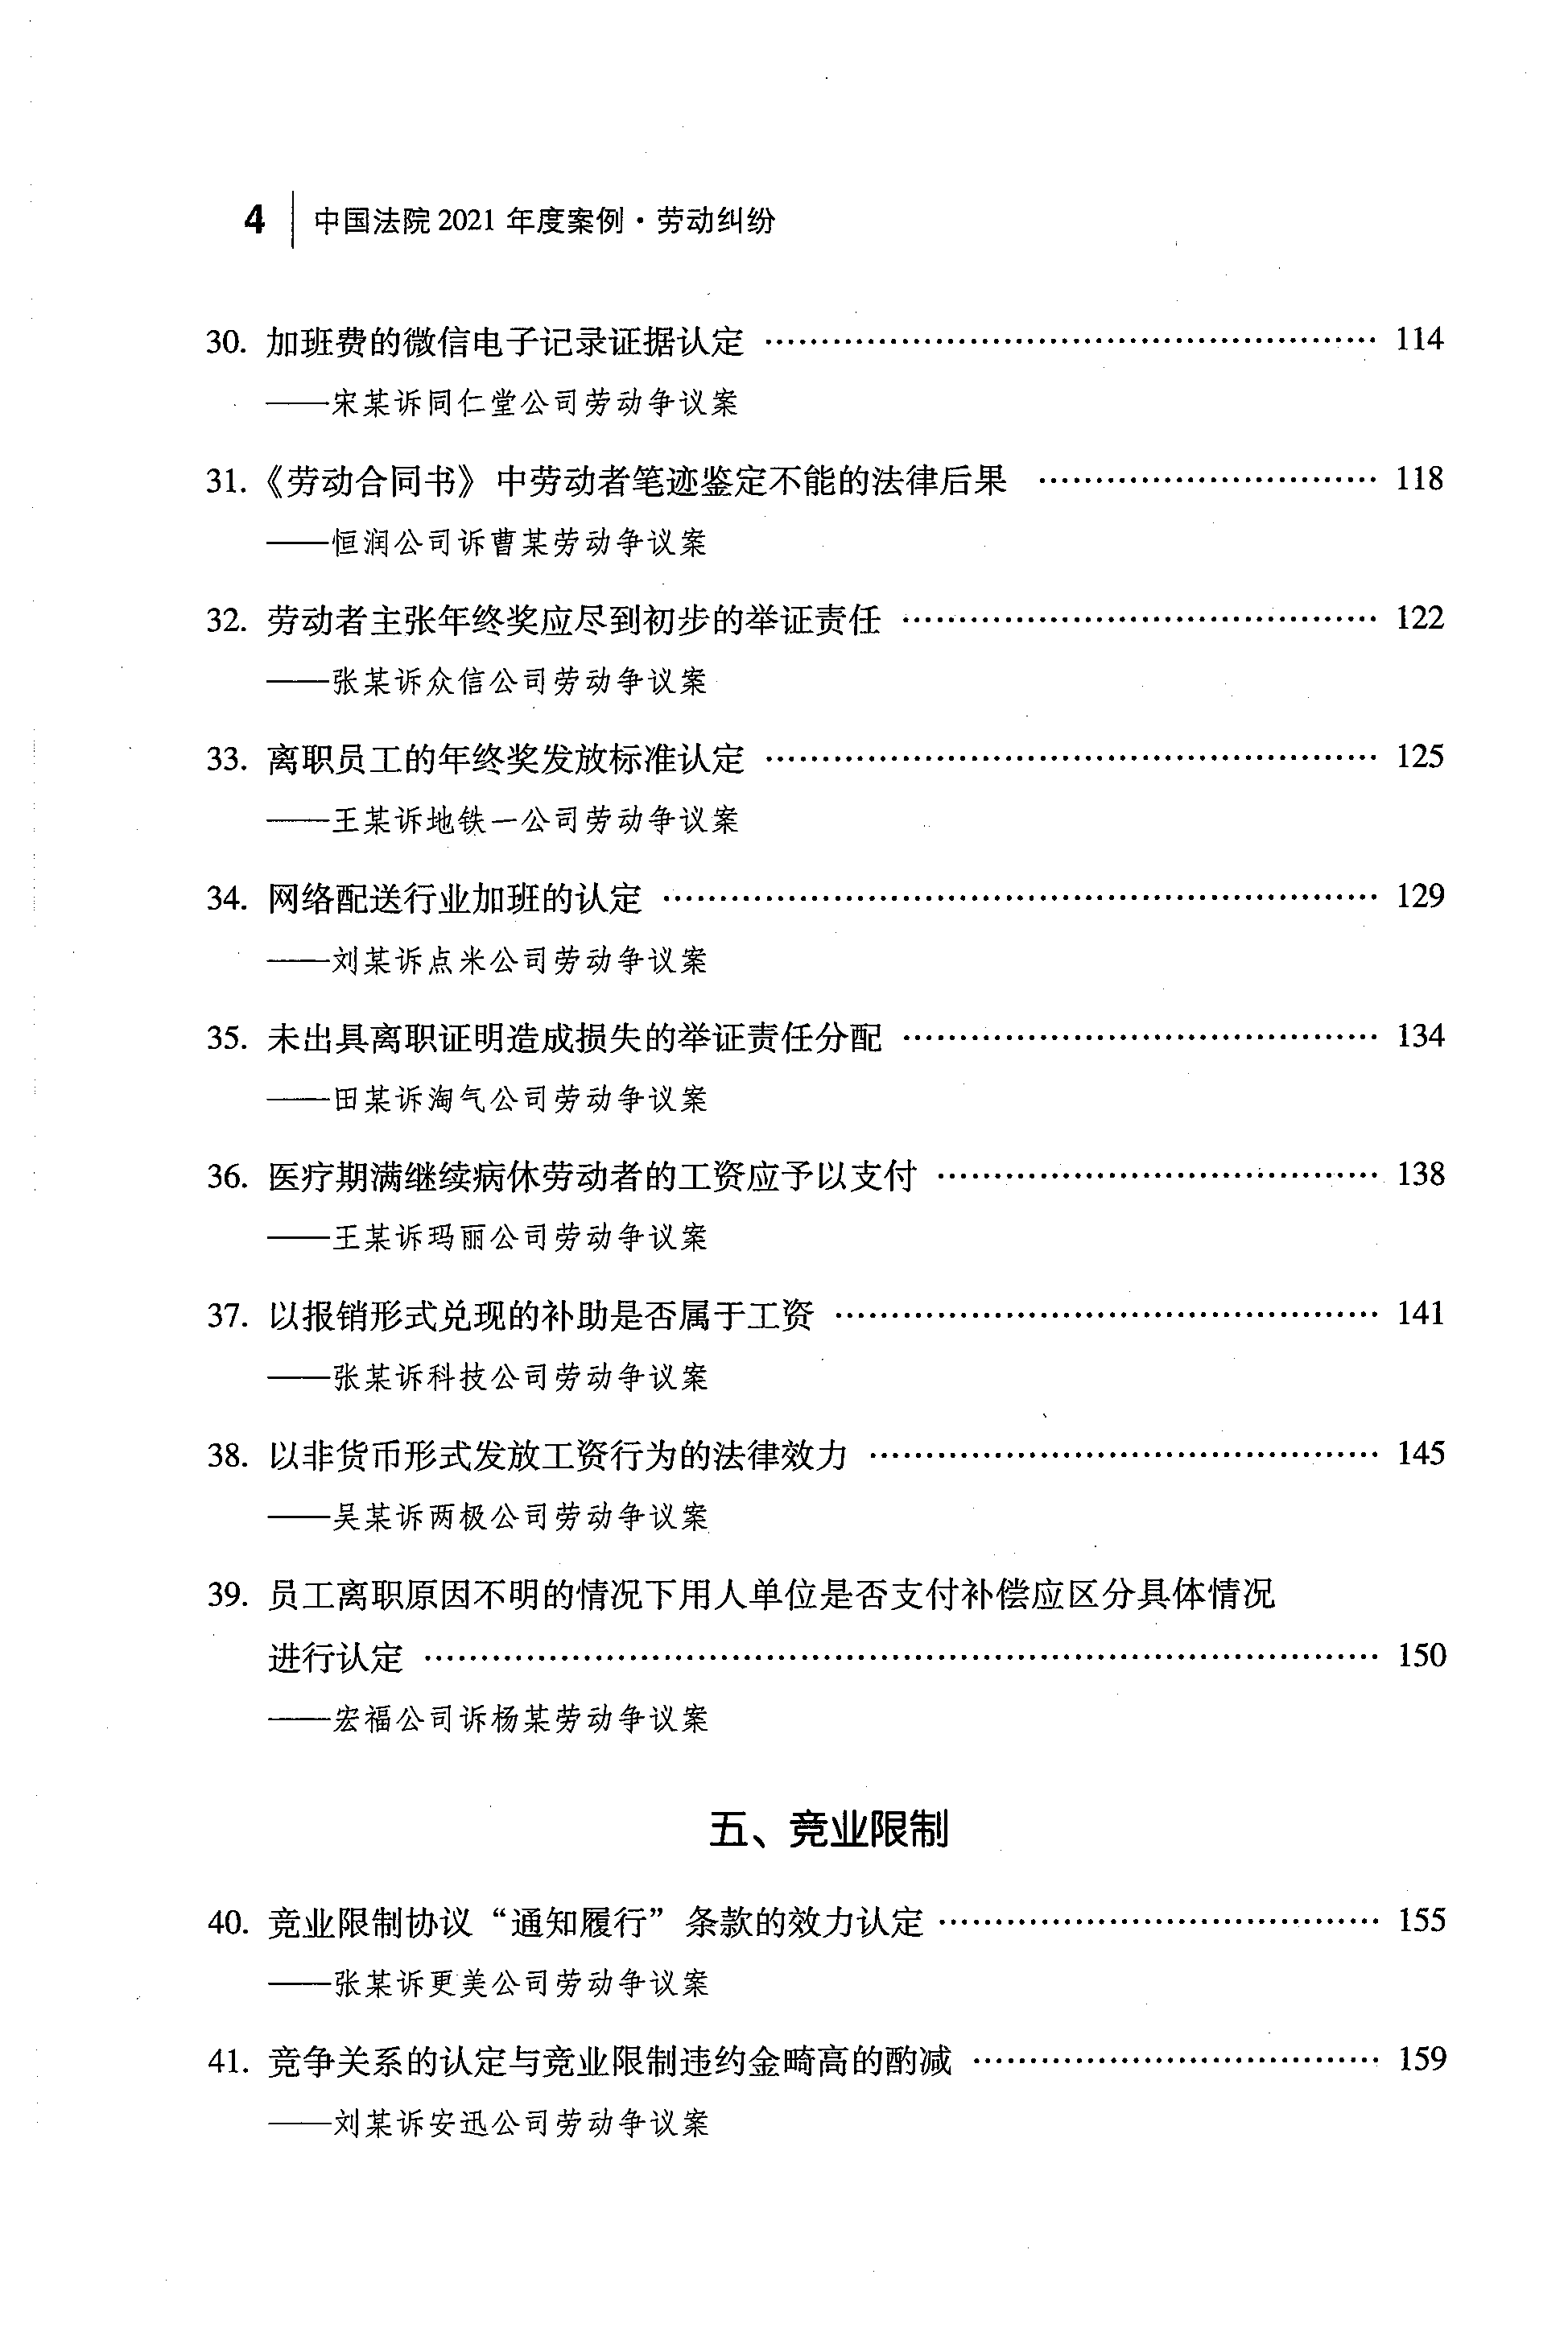 4 中国法院 2021 年度案例·劳动纠纷
30. 加班费的微信电子记录证据认定 …………………………………………… 114
——宋某诉同仁堂公司劳动争议案
31.《劳动合同书》中劳动者笔迹鉴定不能的法律后果 ………………………… 118
——恒润公司诉曹某劳动争议案
32. 劳动者主张年终奖应尽到初步的举证责任 ………………………………… 122
——张某诉众信公司劳动争议案
33. 离职员工的年终奖发放标准认定 …………………………………………… 125
——王某诉地铁一公司劳动争议案
34. 网络配送行业加班的认定 …………………………………………………… 129
——刘某诉点米公司劳动争议案
35. 未出具离职证明造成损失的举证责任分配 ………………………………… 134
——田某诉淘气公司劳动争议案
36. 医疗期满继续病休劳动者的工资应予以支付 ……………………………… 138
——王某诉玛丽公司劳动争议案
37. 以报销形式兑现的补助是否属于工资 ……………………………………… 141
——张某诉科技公司劳动争议案
38. 以非货币形式发放工资行为的法律效力 …………………………………… 145
——吴某诉两极公司劳动争议案
39. 员工离职原因不明的情况下用人单位是否支付补偿应区分具体情况
进行认定 ……………………………………………………………………… 150
——宏福公司诉杨某劳动争议案
五、竞业限制
40. 竞业限制协议“通知履行”条款的效力认定 ……………………………… 155
——张某诉更美公司劳动争议案
41. 竞争关系的认定与竞业限制违约金畸高的酌减 …………………………… 159
——刘某诉安迅公司劳动争议案